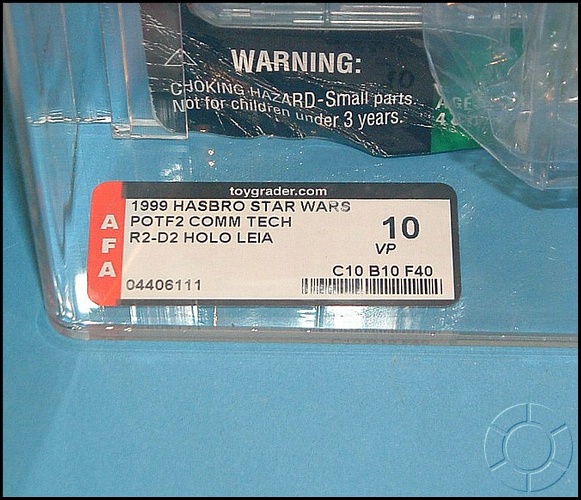 WARNING:
CHOKING HAZARD-Small parts.
Not for children under 3 years.
toygrader.com
AFA
1999 HASBRO STAR WARS
POTF2 COMM TECH
R2-D2 HOLO LEIA
10
VP
C10 B10 F40
04406111